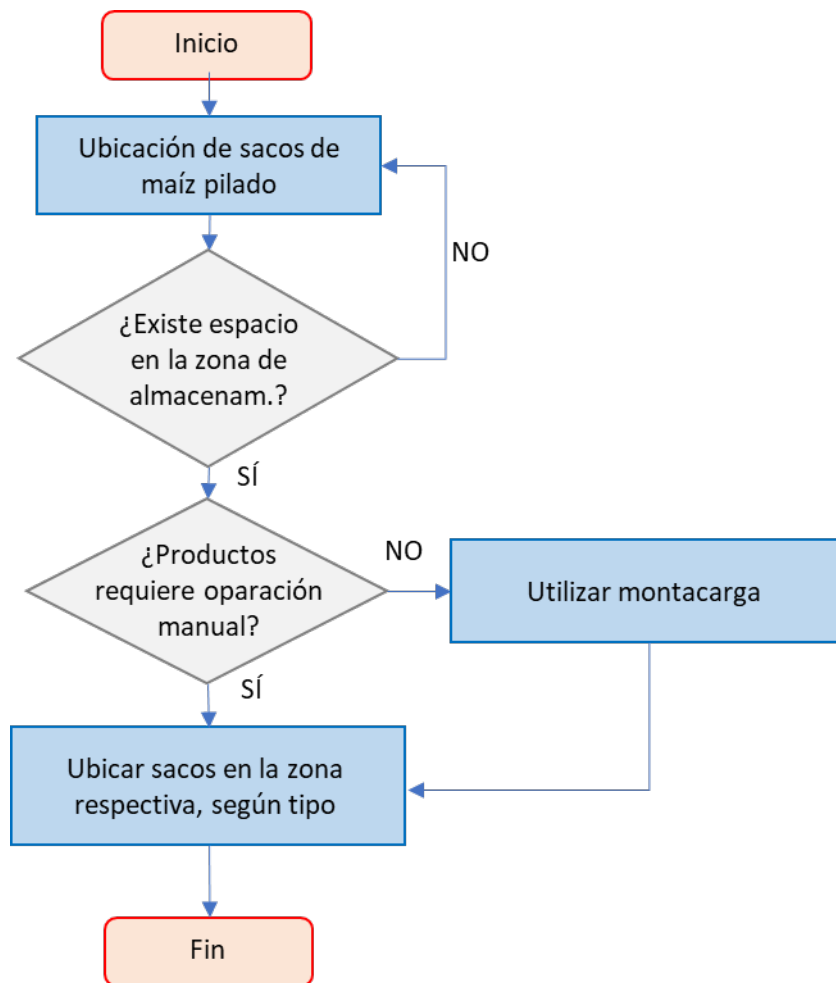 Inicio
Ubicación de sacos de
maíz pilado
NO
¿Existe espacio
en la zona de
almacenam.?
SÍ
¿Productos
requiere oparación
manual?
NO
Utilizar montacarga
SÍ
Ubicar sacos en la zona
respectiva, según tipo
Fin